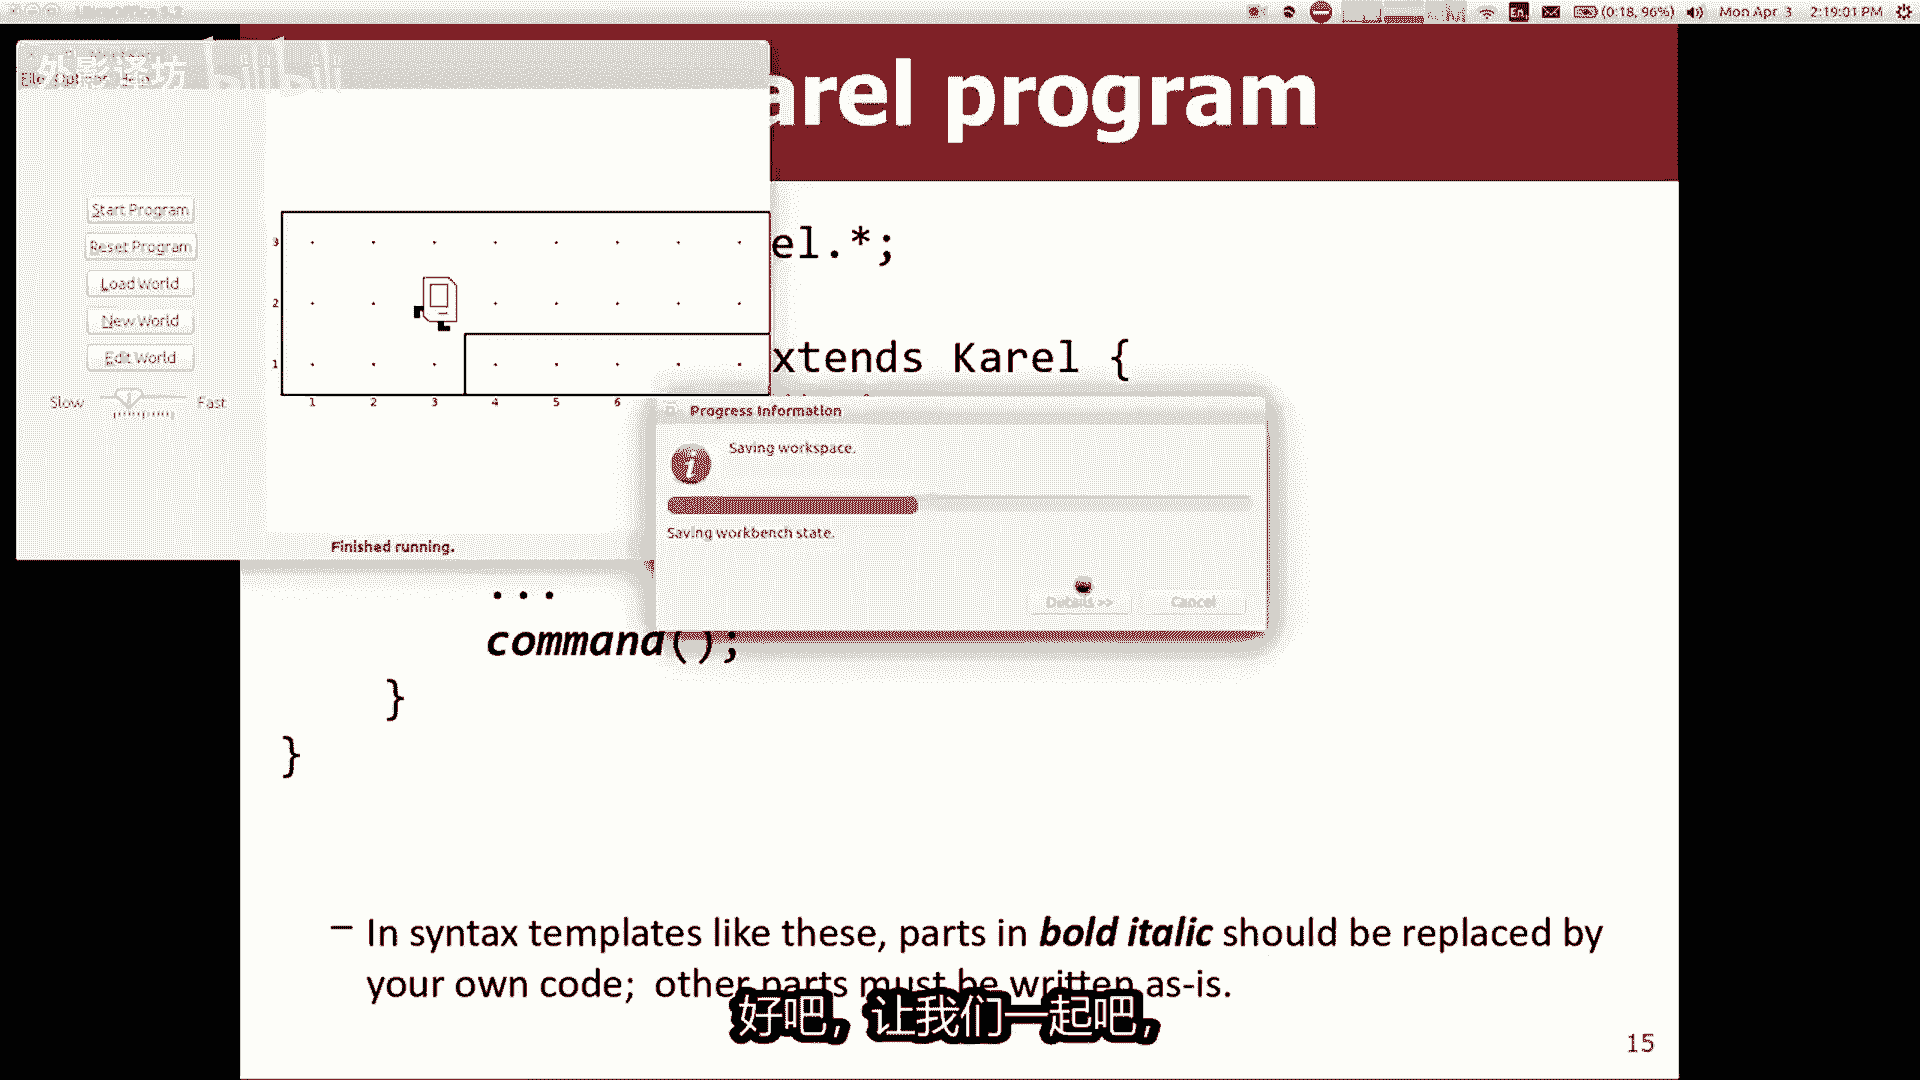 LibreOffice 5.2
En
(0:18, 96%)
Mon Apr 3
2:19:01 PM
外影译坊 bilibili
File Options Help
arel program
Start Program
Reset Program
Load World
New World
Edit World
Slow
Fast
3
2
1
1 2 3 4 5 6
Finished running.
el.*;
xtends Karel {
Progress Information
Saving workspace.
Saving workbench state.
Details >>
Cancel
...
command();
}
}
– In syntax templates like these, parts in bold italic should be replaced by
your own code; other parts must be written as-is.
好吧,让我们一起吧,
15